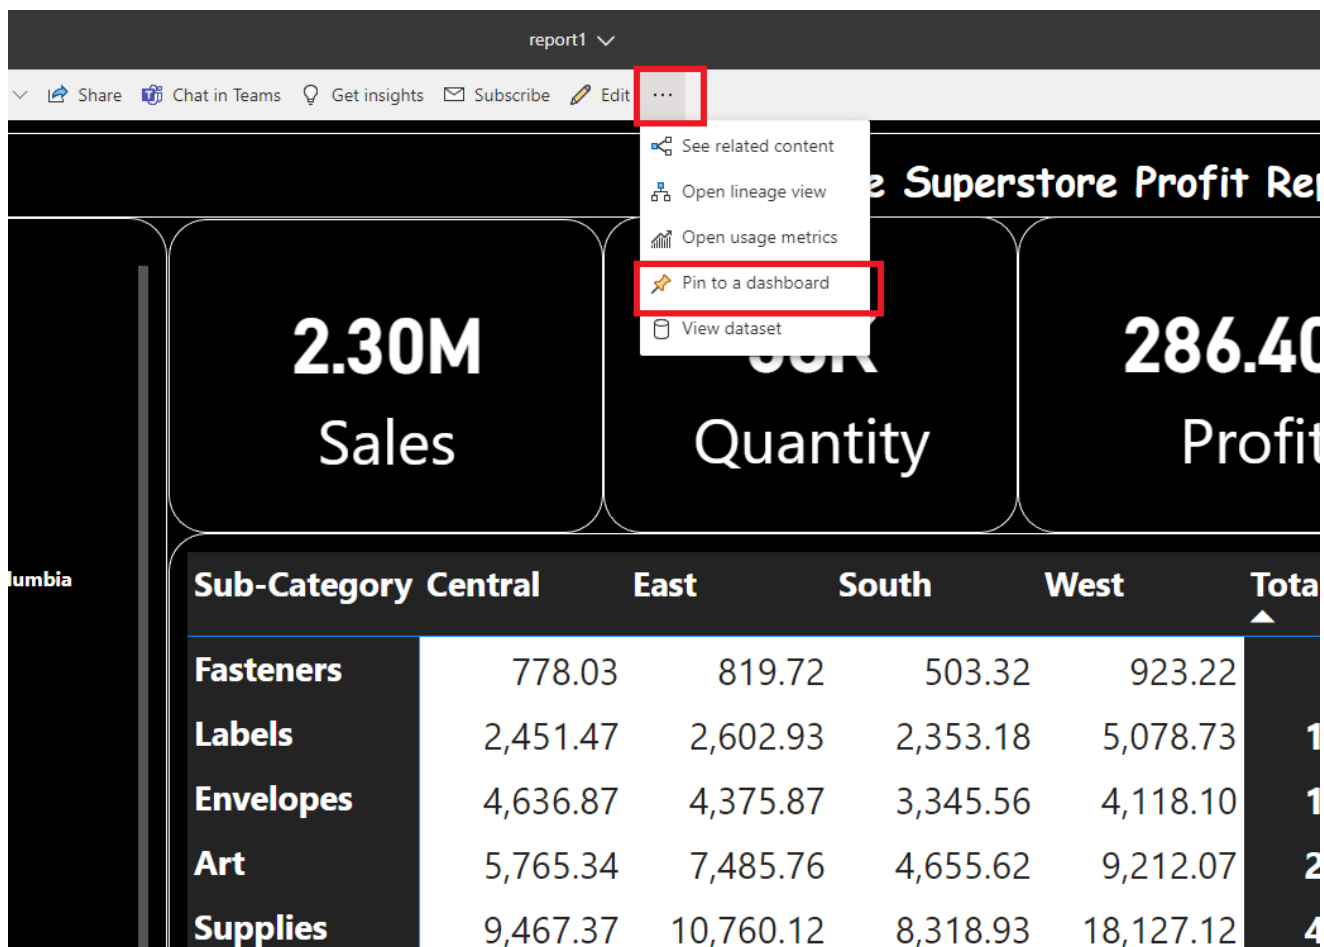 report1
Share Chat in Teams Get insights Subscribe Edit ...
See related content
Open lineage view
Open usage metrics
Pin to a dashboard
View dataset
Superstore Profit
2.30M
Sales
Quantity
286.40
Profit
Sub-Category Central East South West
Fasteners 778.03 819.72 503.32 923.22
Labels 2,451.47 2,602.93 2,353.18 5,078.73
Envelopes 4,636.87 4,375.87 3,345.56 4,118.10
Art 5,765.34 7,485.76 4,655.62 9,212.07
Supplies 9,467.37 10,760.12 8,318.93 18,127.12